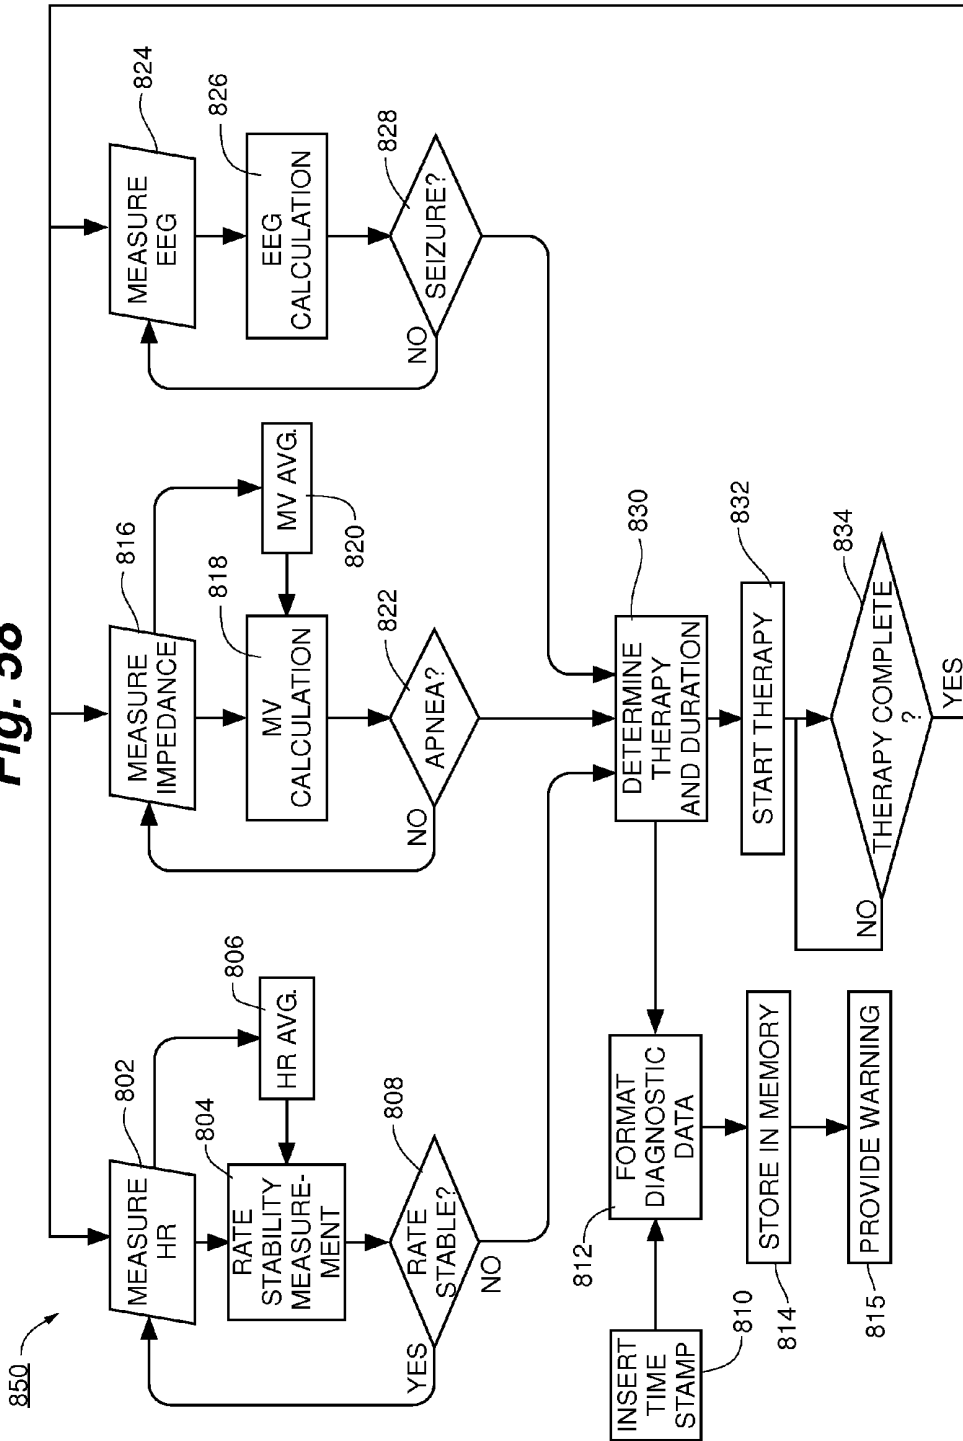 Fig. 58
850
MEASURE
HR
802
RATE
STABILITY
MEASURE-
MENT
804
HR AVG.
806
RATE
STABLE?
808
YES
NO
MEASURE
IMPEDANCE
816
MV
CALCULATION
818
MV AVG.
820
APNEA?
822
NO
MEASURE
EEG
824
EEG
CALCULATION
826
SEIZURE?
828
NO
INSERT
TIME
STAMP
810
FORMAT
DIAGNOSTIC
DATA
812
STORE IN MEMORY
814
PROVIDE WARNING
815
DETERMINE
THERAPY
AND DURATION
830
START THERAPY
832
THERAPY COMPLETE
?
834
NO
YES